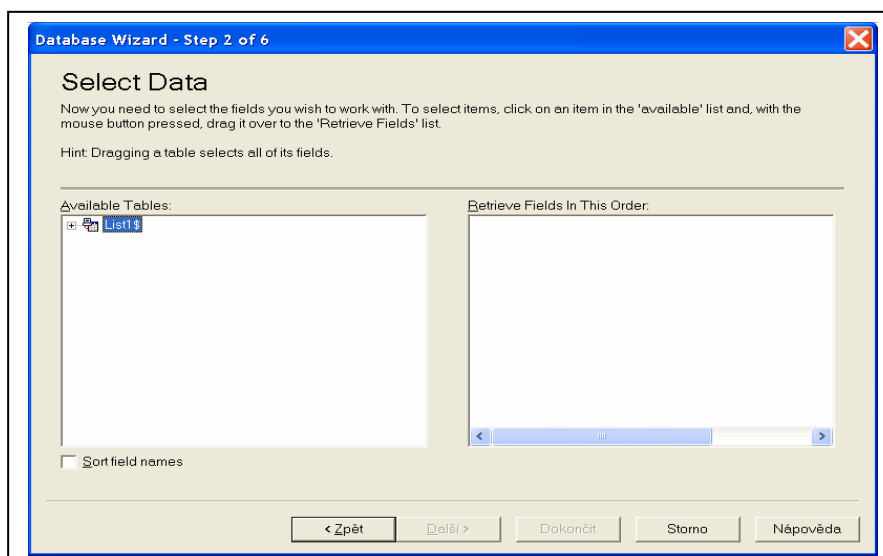 Database Wizard - Step 2 of 6
Select Data
Now you need to select the fields you wish to work with. To select items, click on an item in the 'available' list and, with the
mouse button pressed, drag it over to the 'Retrieve Fields' list.
Hint: Dragging a table selects all of its fields.
Available Tables:
Retrieve Fields In This Order:
List1$
Sort field names
< Zpět
Další >
Dokončit
Storno
Nápověda